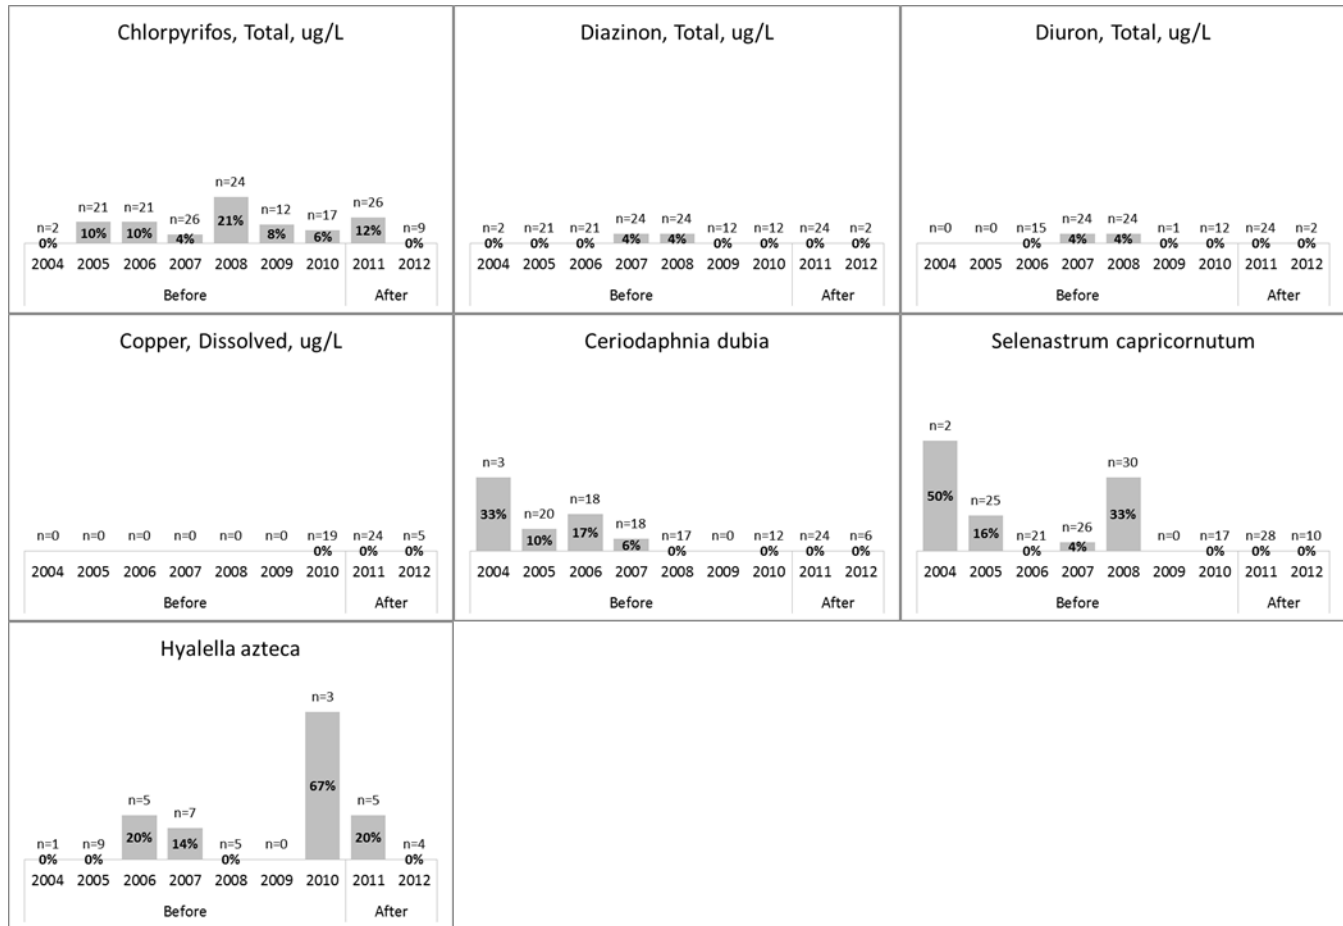 Chlorpyrifos, Total, ug/L
n=2 n=21 n=21 n=26 n=24 n=12 n=17 n=26 n=9
0% 10% 10% 4% 21% 8% 6% 12% 0%
2004 2005 2006 2007 2008 2009 2010 2011 2012
Before After
Diazinon, Total, ug/L
n=2 n=21 n=21 n=24 n=24 n=12 n=12 n=24 n=2
0% 0% 0% 4% 4% 0% 0% 0% 0%
2004 2005 2006 2007 2008 2009 2010 2011 2012
Before After
Diuron, Total, ug/L
n=0 n=0 n=15 n=24 n=24 n=1 n=12 n=24 n=2
0% 4% 4% 0% 0% 0% 0%
2004 2005 2006 2007 2008 2009 2010 2011 2012
Before After
Copper, Dissolved, ug/L
n=0 n=0 n=0 n=0 n=0 n=0 n=19 n=24 n=5
0% 0% 0%
2004 2005 2006 2007 2008 2009 2010 2011 2012
Before After
Ceriodaphnia dubia
n=3 n=20 n=18 n=18 n=17 n=0 n=12 n=24 n=6
33% 10% 17% 6% 0% 0% 0% 0%
2004 2005 2006 2007 2008 2009 2010 2011 2012
Before After
Selenastrum capricornutum
n=2 n=25 n=21 n=26 n=30 n=0 n=17 n=28 n=10
50% 16% 0% 4% 33% 0% 0% 0%
2004 2005 2006 2007 2008 2009 2010 2011 2012
Before After
Hyalella azteca
n=1 n=9 n=5 n=7 n=5 n=0 n=3 n=5 n=4
0% 0% 20% 14% 0% 67% 20% 0%
2004 2005 2006 2007 2008 2009 2010 2011 2012
Before After